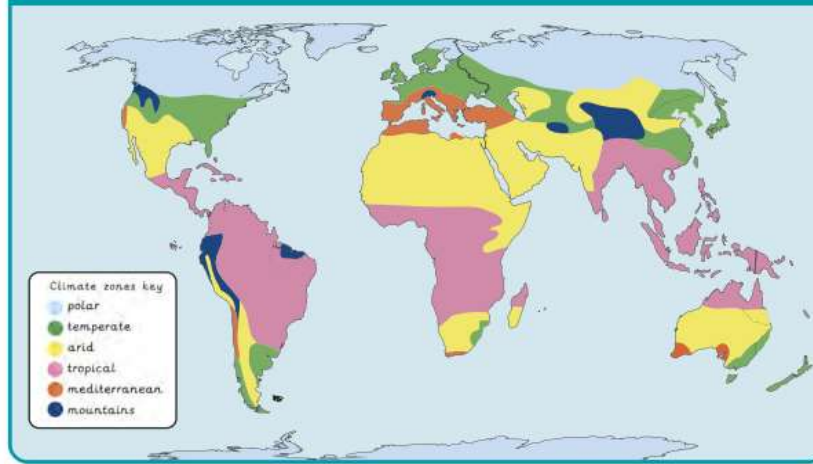 Climate zones key
polar
temperate
arid
tropical
mediterranean
mountains